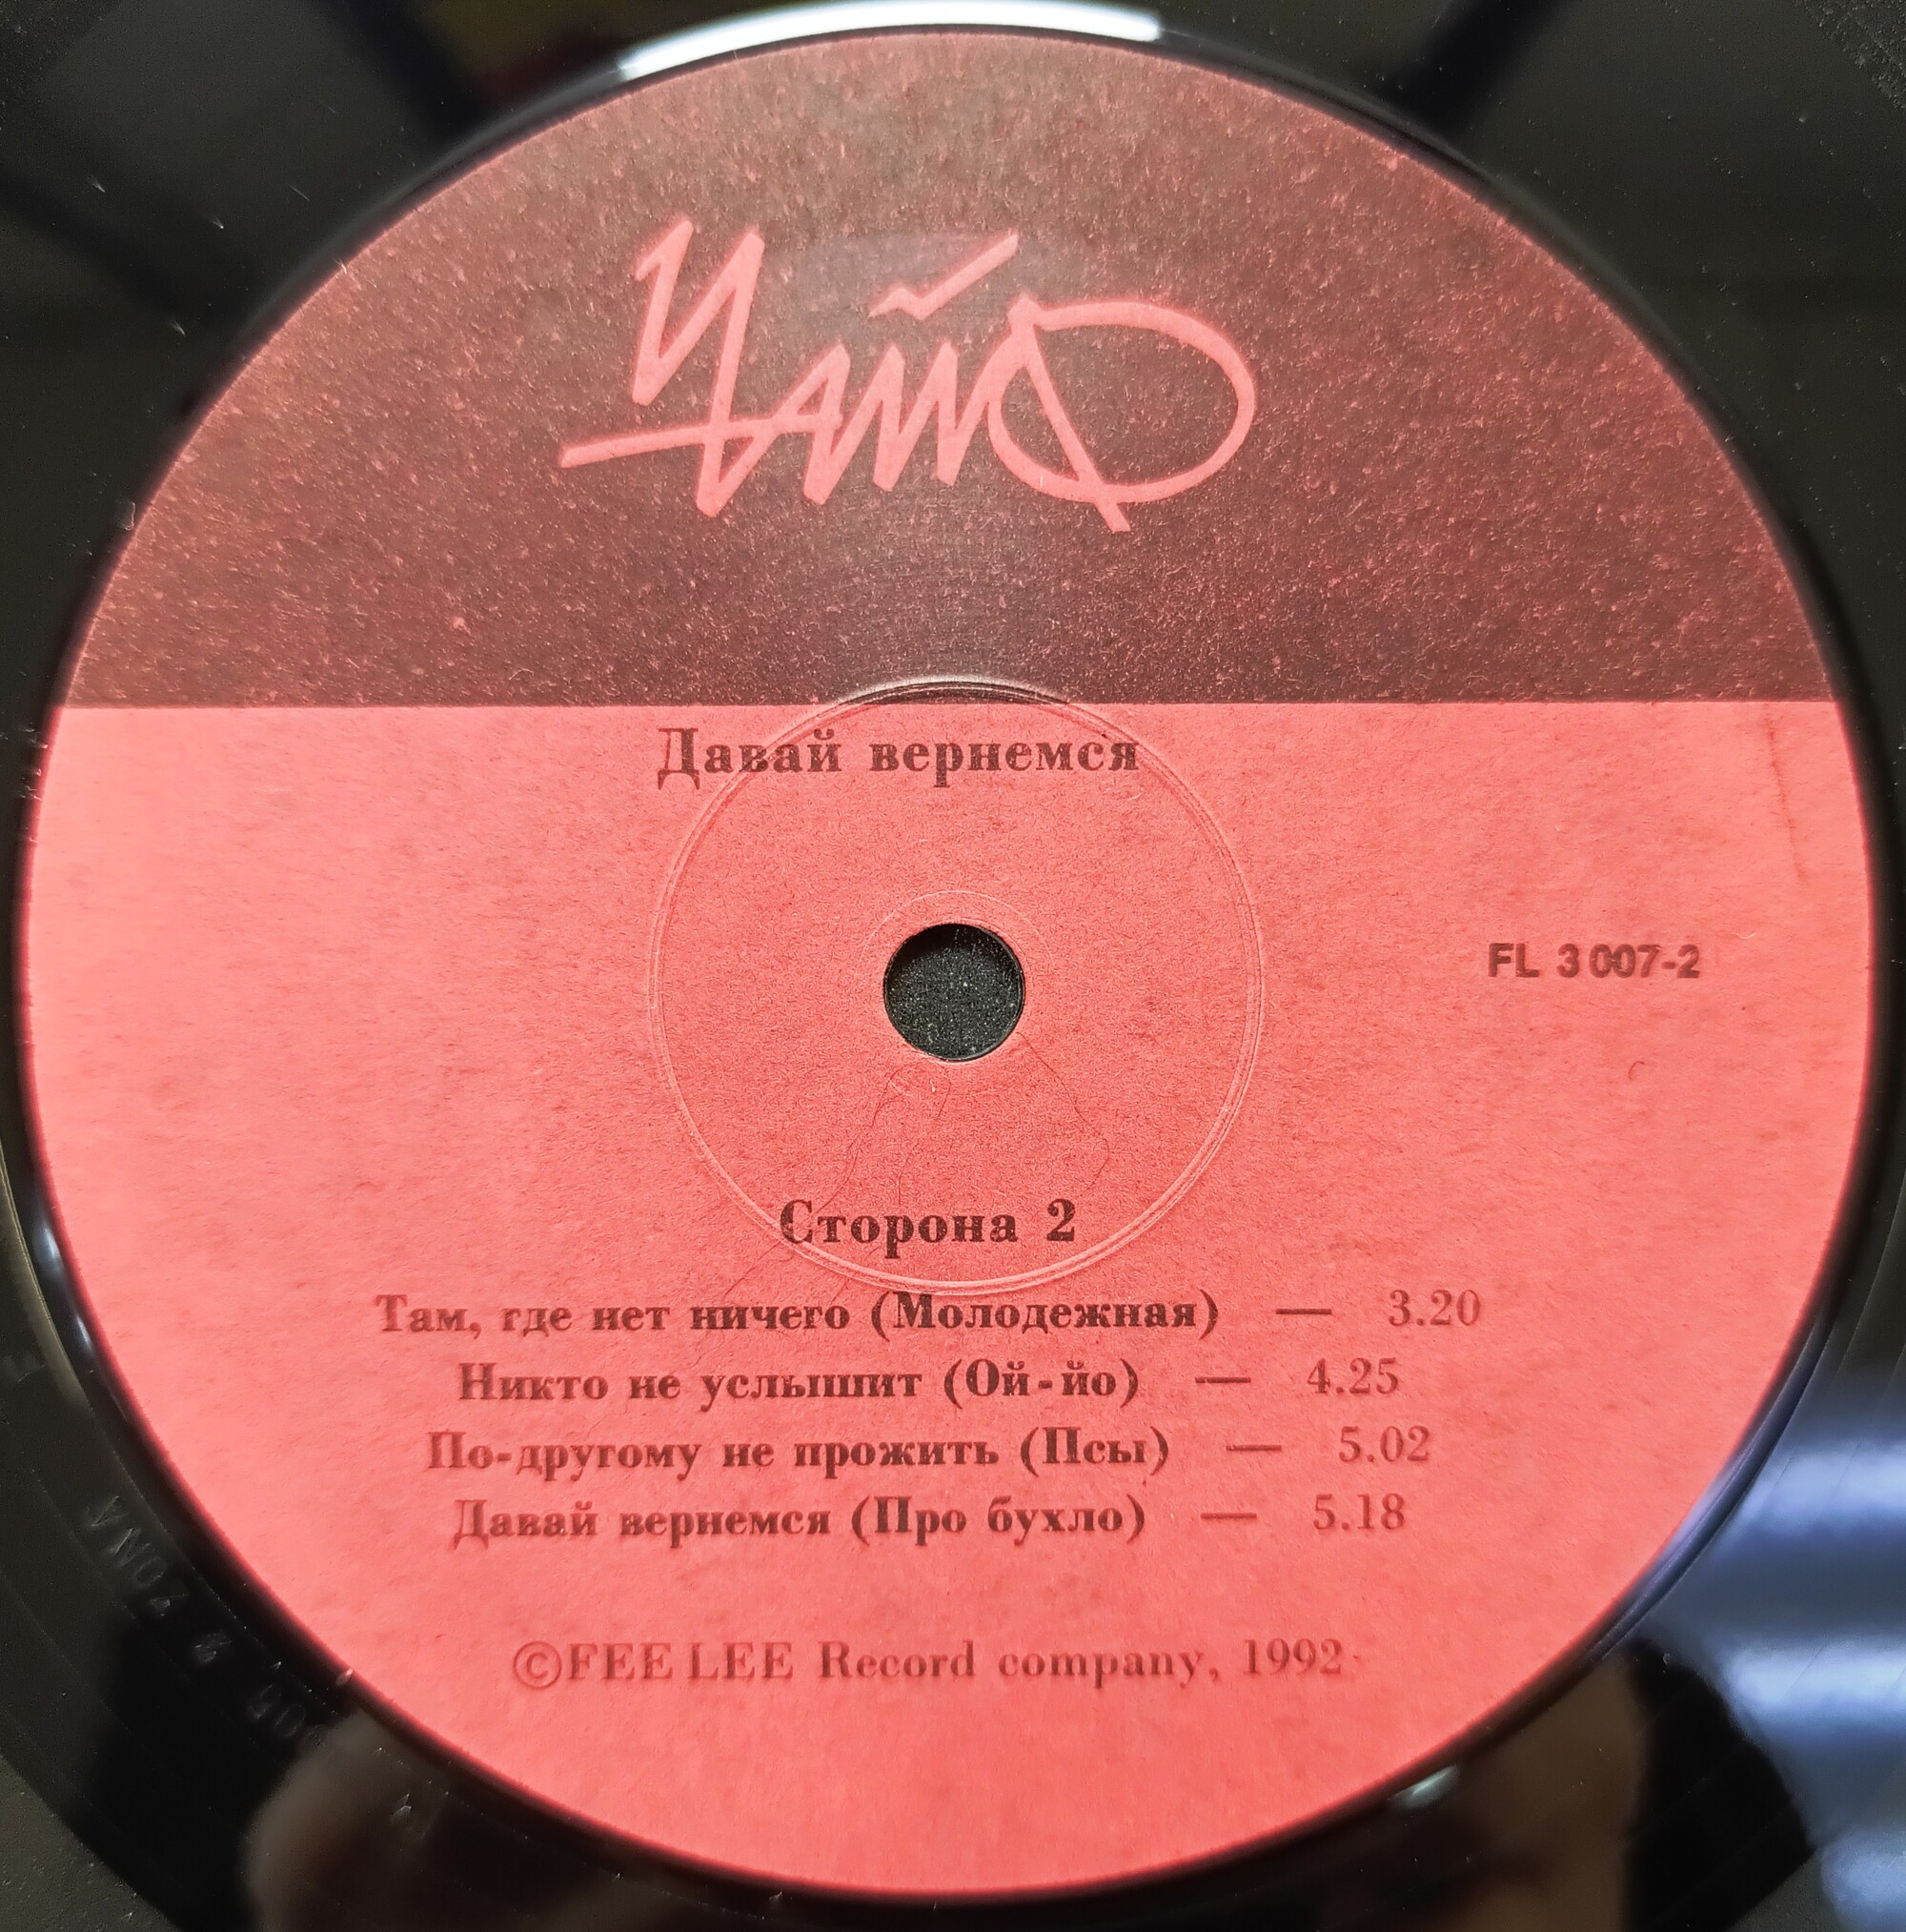 Чайф
Давай вернемся
FL 3007-2
Сторона 2
Там, где нет ничего (Молодежная) — 3.20
Никто не услышит (Ой-йо) — 4.25
По-другому не прожить (Псы) — 5.02
Давай вернемся (Про бухло) — 5.18
©FEE LEE Record company, 1992